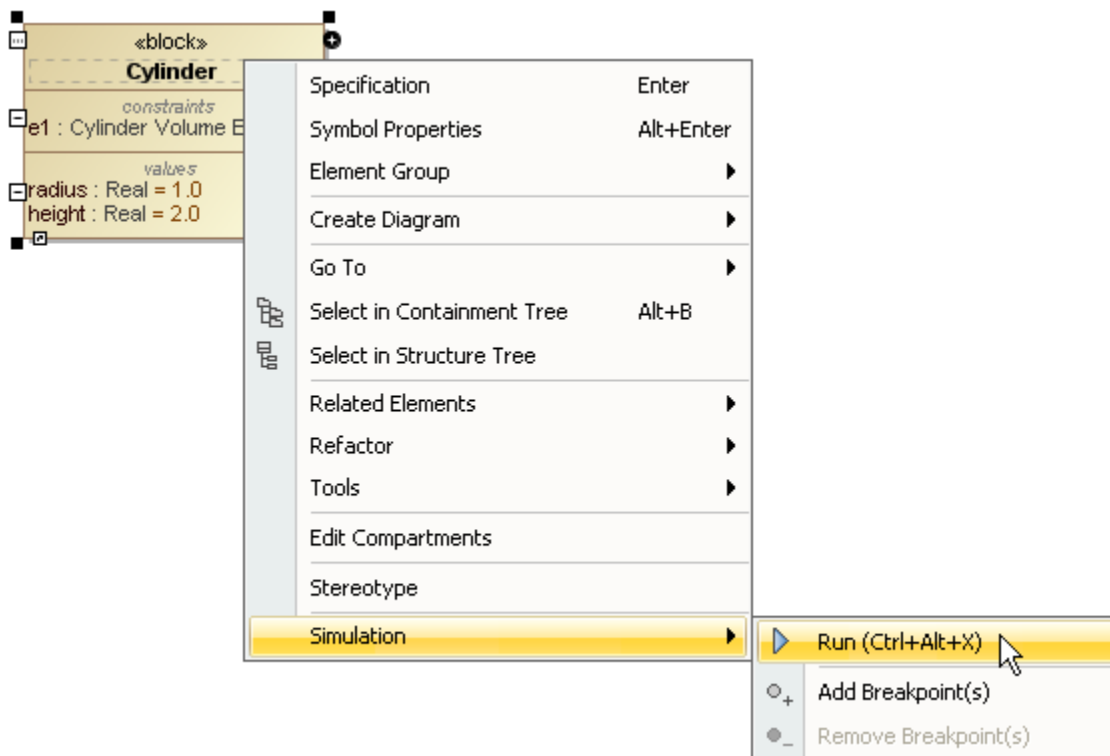 «block»
Cylinder
constraints
e1 : Cylinder Volume E
values
radius : Real = 1.0
height : Real = 2.0
Specification Enter
Symbol Properties Alt+Enter
Element Group
Create Diagram
Go To
Select in Containment Tree Alt+B
Select in Structure Tree
Related Elements
Refactor
Tools
Edit Compartments
Stereotype
Simulation
Run (Ctrl+Alt+X)
Add Breakpoint(s)
Remove Breakpoint(s)